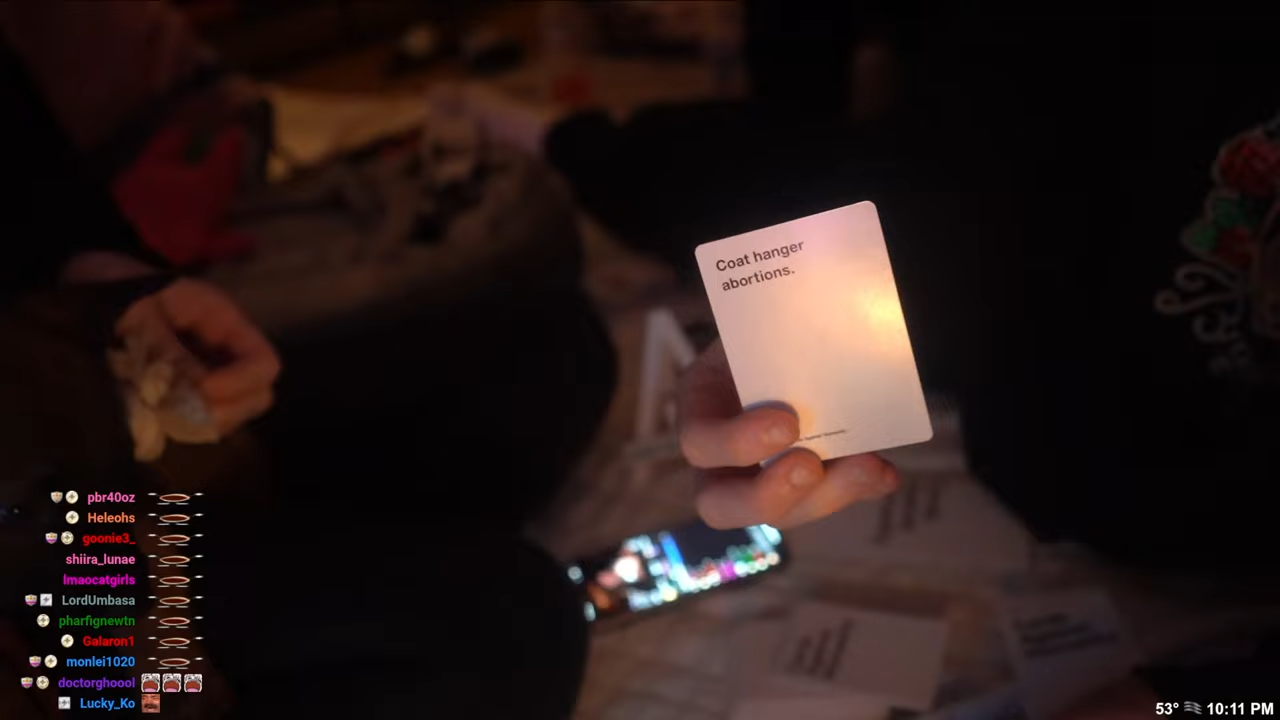 Coat hanger
abortions.
pbr40oz
Heleohs
goonie3_
shiira_lunae
lmaocatgirls
LordUmbasa
pharfignewtn
Galaron1
monlei1020
doctorghoool
Lucky_Ko
53° 10:11 PM